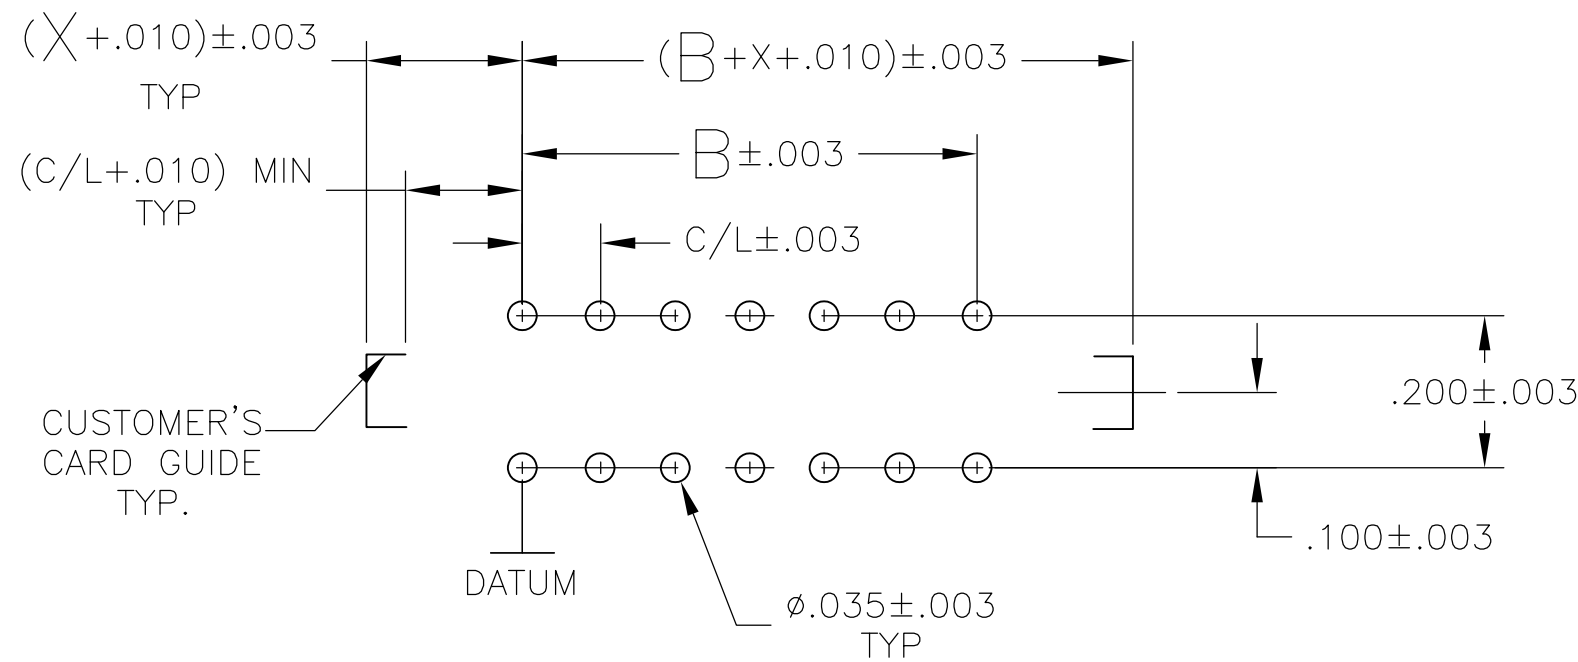 (X+.010)±.003
TYP
(B+X+.010)±.003
B±.003
(C/L+.010) MIN
TYP
C/L±.003
.200±.003
CUSTOMER'S
CARD GUIDE
TYP.
.100±.003
DATUM
ø.035±.003
TYP